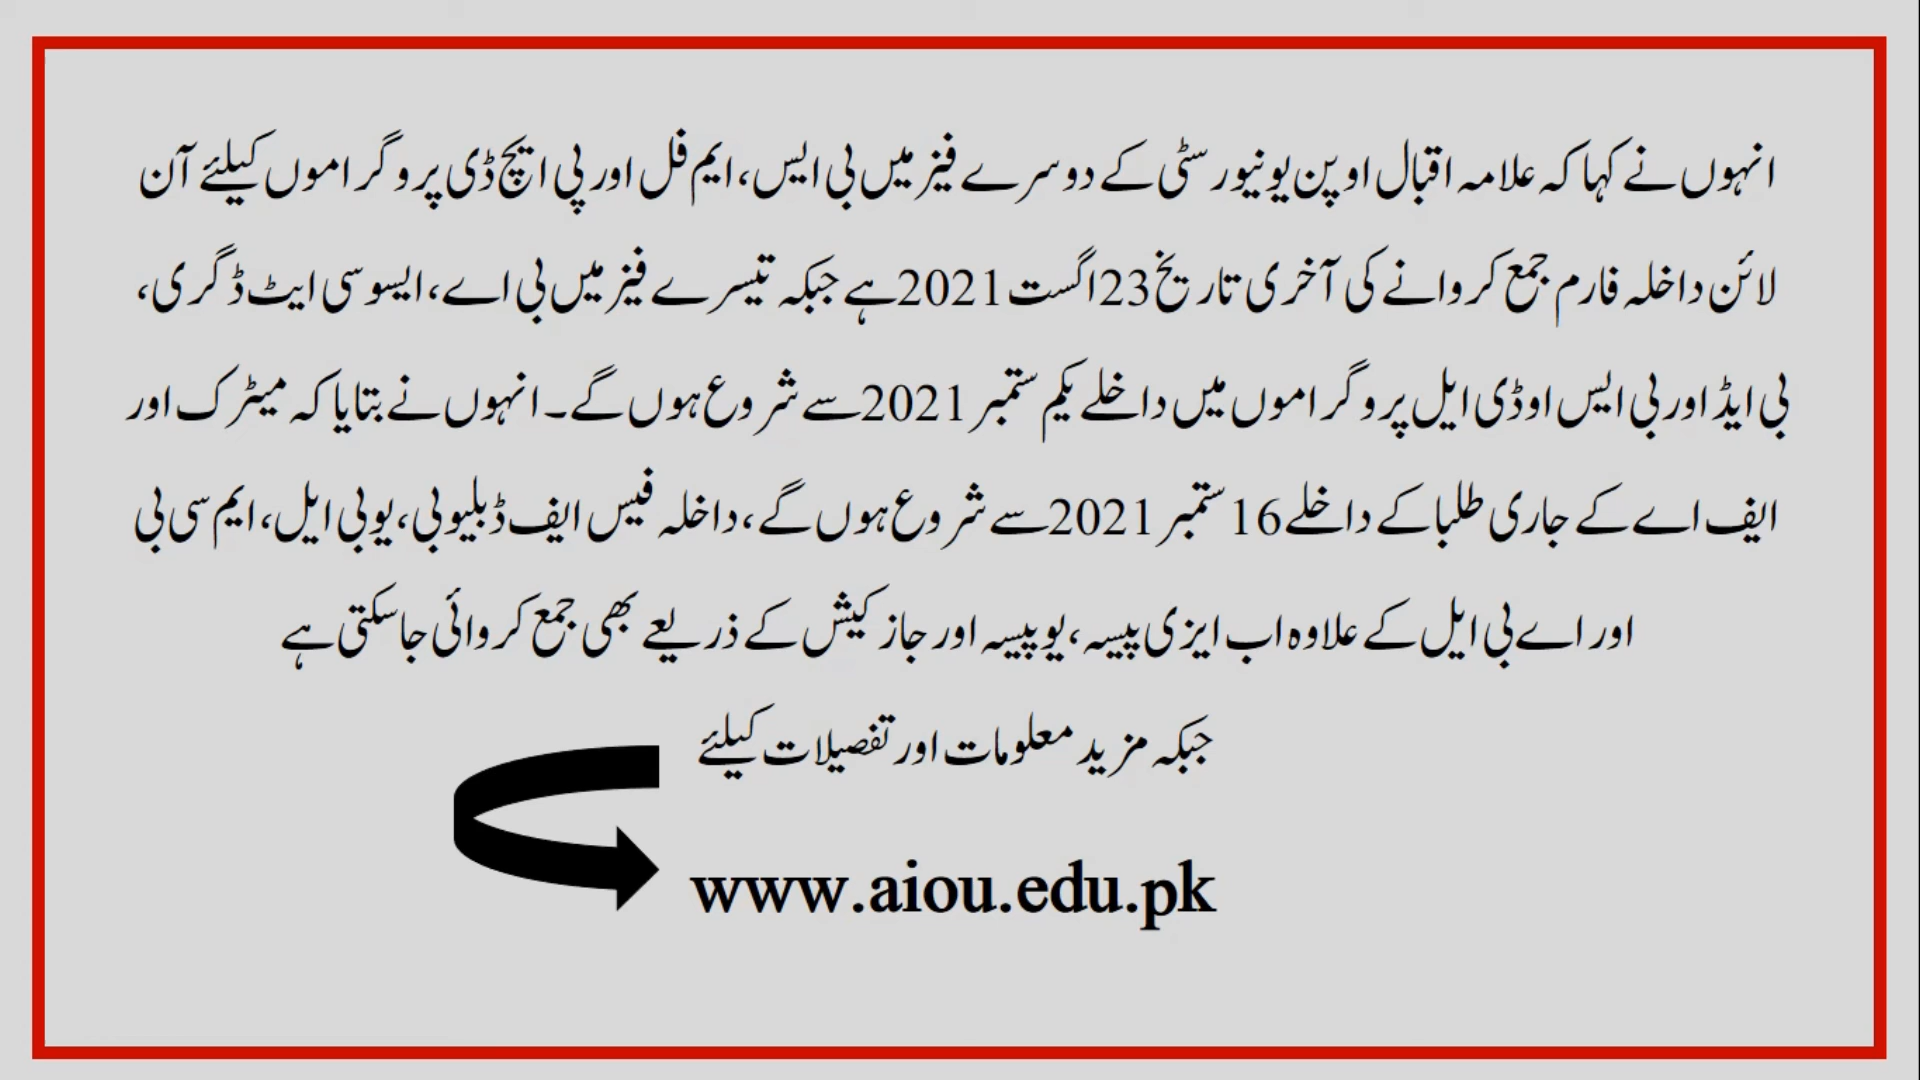 انہوں نے کہا کہ علامہ اقبال اوپن یونیورسٹی کے دوسرے فیز میں بی ایس، ایم فل اور پی ایچ ڈی پروگراموں کیلئے آن
لائن داخلہ فارم جمع کروانے کی آخری تاریخ 23 اگست 2021 ہے جبکہ تیسرے فیز میں بی اے، ایسوسی ایٹ ڈگری،
بی ایڈ اور بی ایس او ڈی ایل پروگراموں میں داخلے یکم ستمبر 2021 سے شروع ہوں گے۔ انہوں نے بتایا کہ میٹرک اور
ایف اے کے جاری طلبا کے داخلے 16 ستمبر 2021 سے شروع ہوں گے، داخلہ فیس ایف ڈبلیو بی، یو بی ایل، ایم سی بی
اور اے بی ایل کے علاوہ اب ایزی پیسہ، یو پیسہ اور جاز کیش کے ذریعے بھی جمع کروائی جاسکتی ہے
جبکہ مزید معلومات اور تفصیلات کیلئے
www.aiou.edu.pk